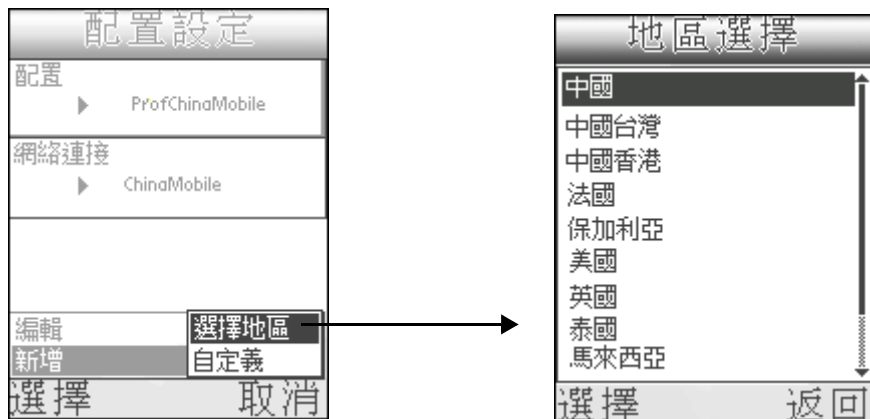 配置設定
配置
ProfChinaMobile
網絡連接
ChinaMobile
編輯
選擇地區
新增
自定義
選擇 取消
地區選擇
中國
中國台灣
中國香港
法國
保加利亞
美國
英國
泰國
馬來西亞
選擇 返回